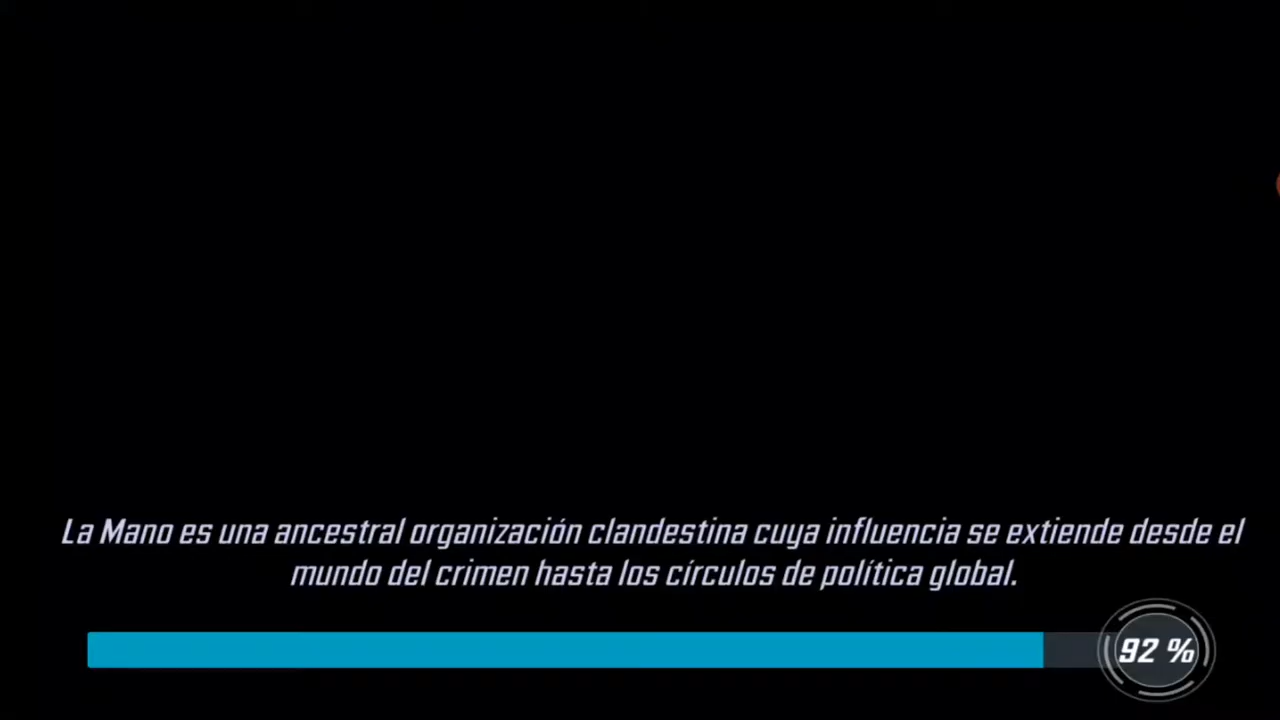 La Mano es una ancestral organización clandestina cuya influencia se extiende desde el
mundo del crimen hasta los círculos de política global.
92 %